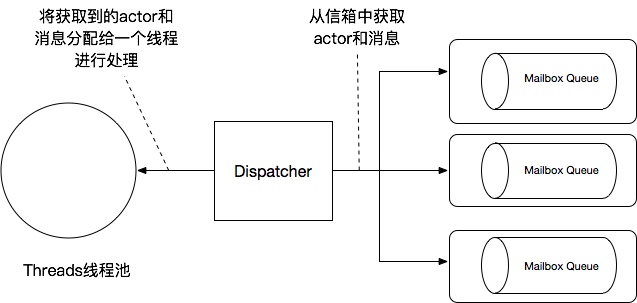 将获取到的actor和
消息分配给一个线程
进行处理
从信箱中获取
actor和消息
Mailbox Queue
Dispatcher
Mailbox Queue
Threads线程池
Mailbox Queue